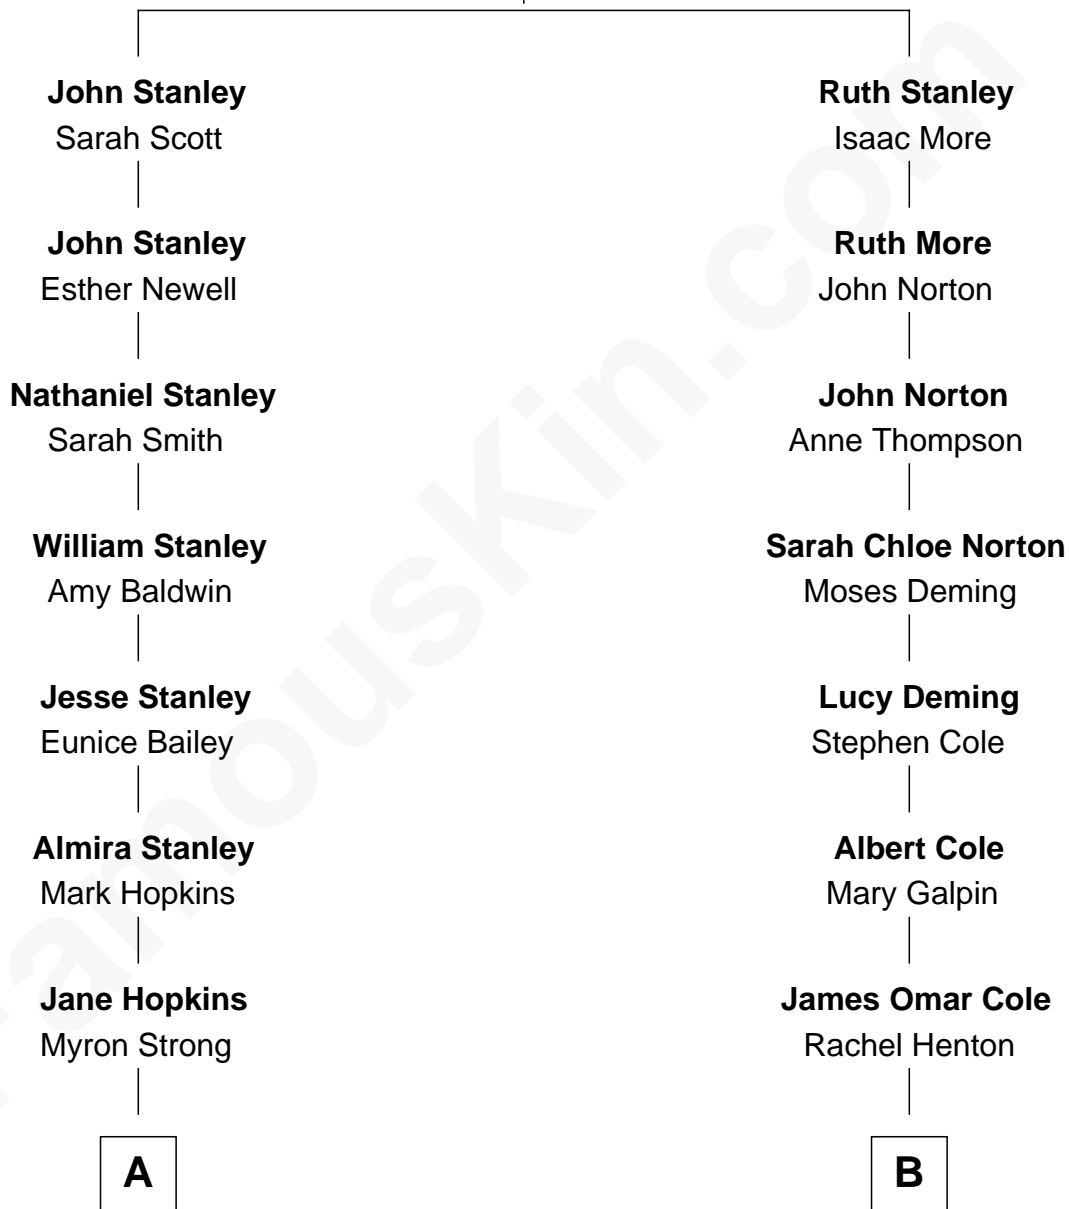 John Stanley
Sarah Scott
Ruth Stanley
Isaac More
John Stanley
Esther Newell
Ruth More
John Norton
Nathaniel Stanley
Sarah Smith
John Norton
Anne Thompson
William Stanley
Amy Baldwin
Sarah Chloe Norton
Moses Deming
Jesse Stanley
Eunice Bailey
Lucy Deming
Stephen Cole
Almira Stanley
Mark Hopkins
Albert Cole
Mary Galpin
Jane Hopkins
Myron Strong
James Omar Cole
Rachel Henton
A
B
FamousKin.com